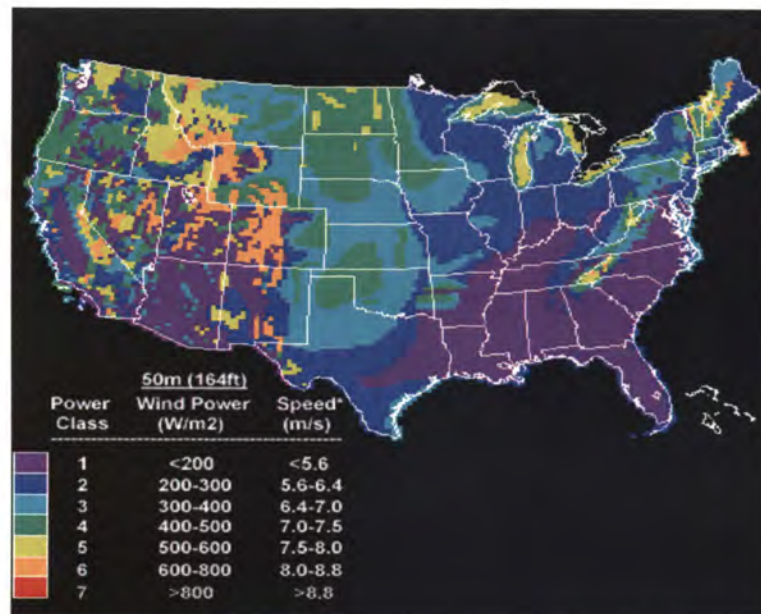 50m (164ft)
Power Wind Power Speed*
Class (W/m2) (m/s)
1 <200 <5.6
2 200-300 5.6-6.4
3 300-400 6.4-7.0
4 400-500 7.0-7.5
5 500-600 7.5-8.0
6 600-800 8.0-8.8
7 >800 >8.8